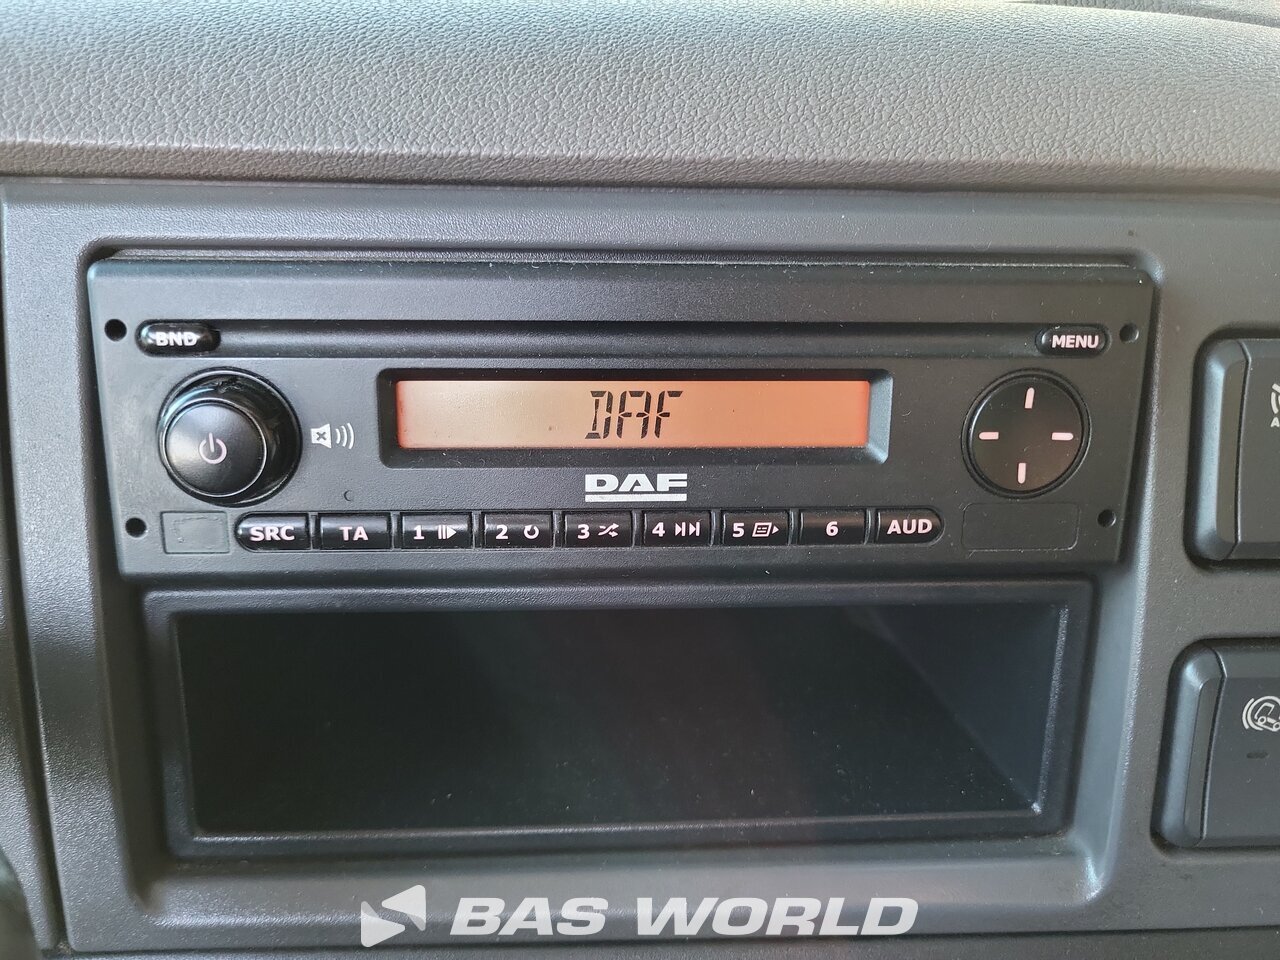 BND
MENU
DAF
DAF
SRC TA 1 2 3 4 5 6 AUD
BAS WORLD